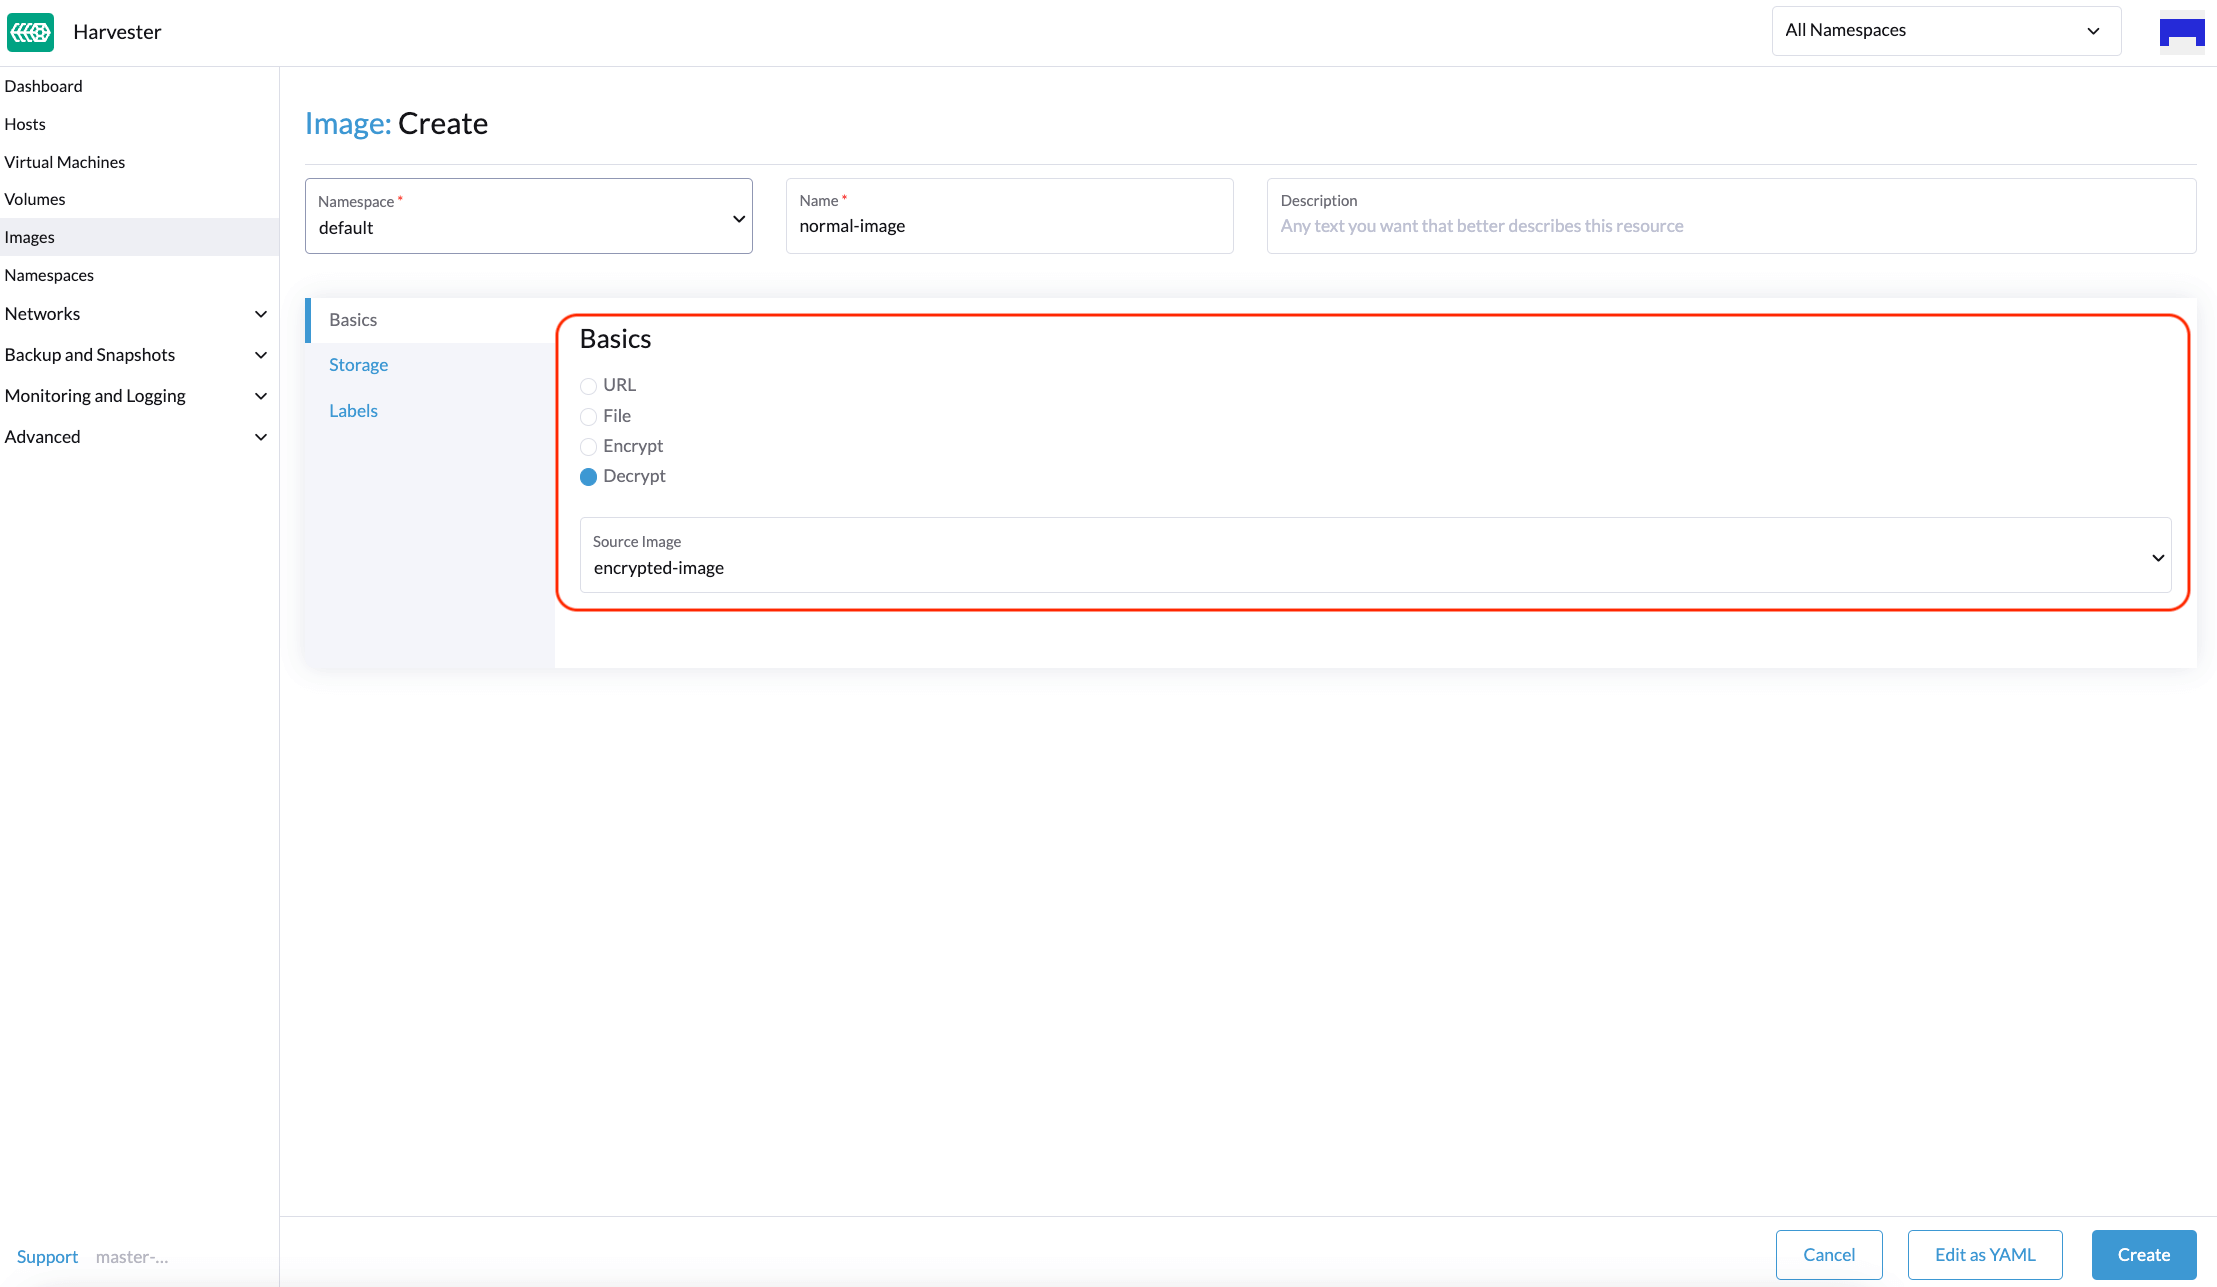 Harvester
All Namespaces
Dashboard
Hosts
Virtual Machines
Volumes
Images
Namespaces
Networks
Backup and Snapshots
Monitoring and Logging
Advanced
Image: Create
Namespace *
default
Name *
normal-image
Description
Any text you want that better describes this resource
Basics
Storage
Labels
Basics
URL
File
Encrypt
Decrypt
Source Image
encrypted-image
Support master-...
Cancel
Edit as YAML
Create